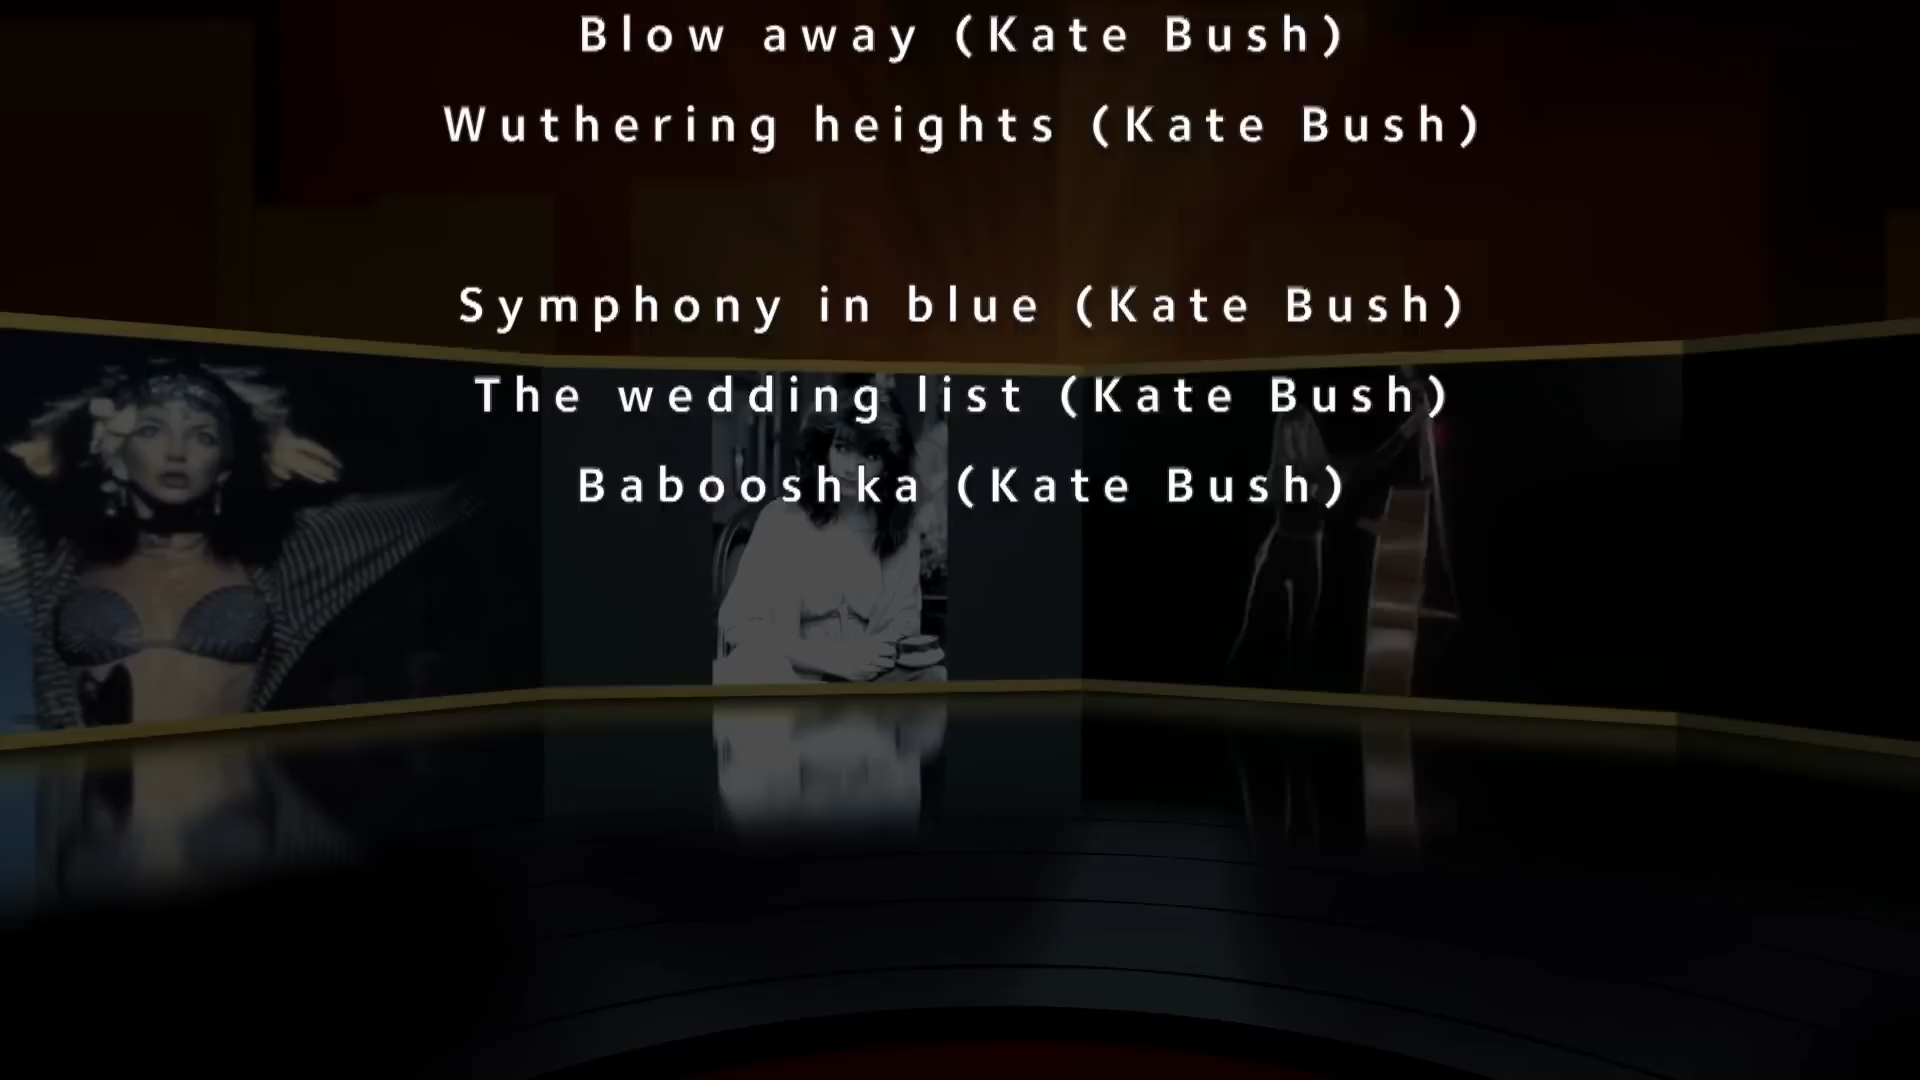 Blow away (Kate Bush)
Wuthering heights (Kate Bush)
Symphony in blue (Kate Bush)
The wedding list (Kate Bush)
Babooshka (Kate Bush)